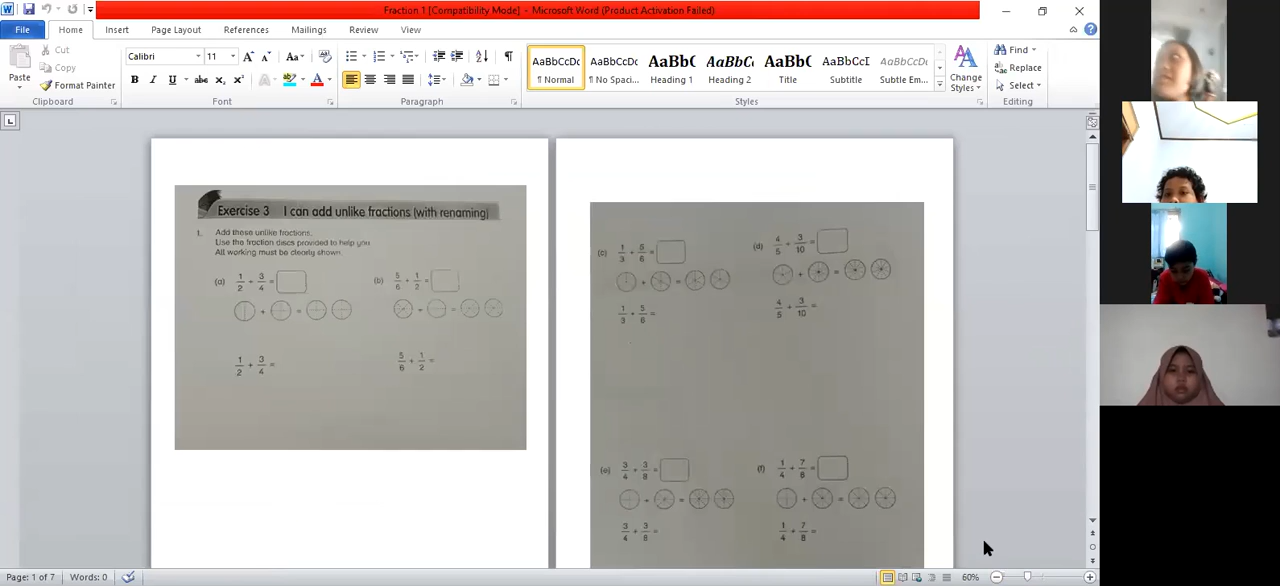 Fraction 1 [Compatibility Mode] - Microsoft Word (Product Activation Failed)
File Home Insert Page Layout References Mailings Review View
Cut
Copy
Format Painter
Paste
Clipboard
Calibri 11
Font
Paragraph
AaBbCcDc AaBbCcDc AaBbC AaBbCc AaBbC AaBbCcI AaBbCcDc
¶ Normal ¶ No Spaci... Heading 1 Heading 2 Title Subtitle Subtle Em...
Styles
Change Styles
Find
Replace
Select
Editing
Exercise 3 I can add unlike fractions (with renaming)
1. Add these unlike fractions.
Use the fraction discs provided to help you.
All working must be clearly shown.
(a) 1/2 + 3/4 = (b) 5/6 + 1/2 =
+ = + =
1/2 + 3/4 = 5/6 + 1/2 =
(c) 1/3 + 5/6 = (d) 4/5 + 3/10 =
+ = + =
1/3 + 5/6 = 4/5 + 3/10 =
(e) 3/4 + 3/8 = (f) 1/4 + 7/8 =
+ = + =
3/4 + 3/8 = 1/4 + 7/8 =
Page: 1 of 7 Words: 0 60%